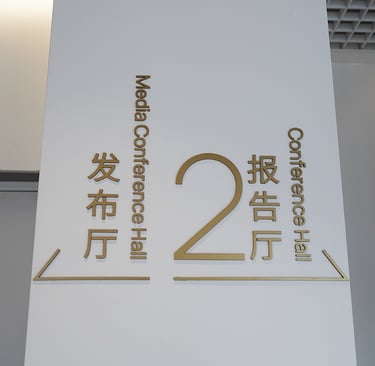 发布厅
Media Conference Hall
2
报告厅
Conference Hall